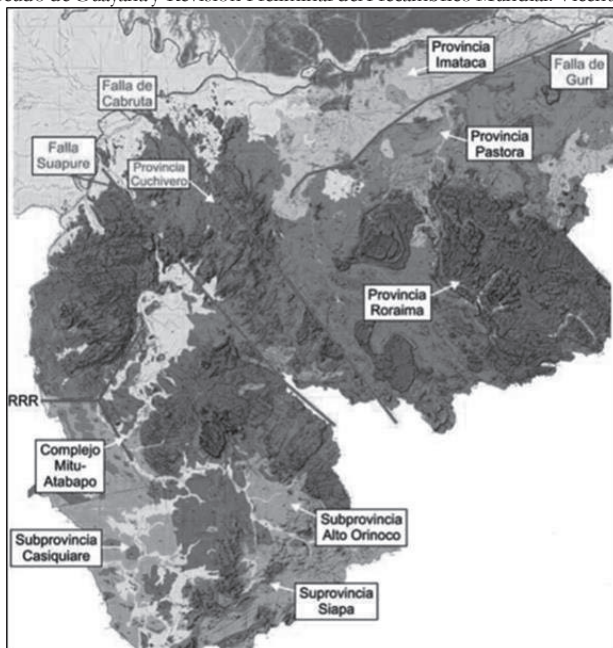 Provincia
Imataca
Falla de
Guri
Falla de
Cabruta
Provincia
Pastora
Falla
Suapure
Provincia
Cuchivero
Provincia
Roraima
RRR
Complejo
Mitu-
Atabapo
Subprovincia
Alto Orinoco
Subprovincia
Casiquiare
Suprovincia
Siapa